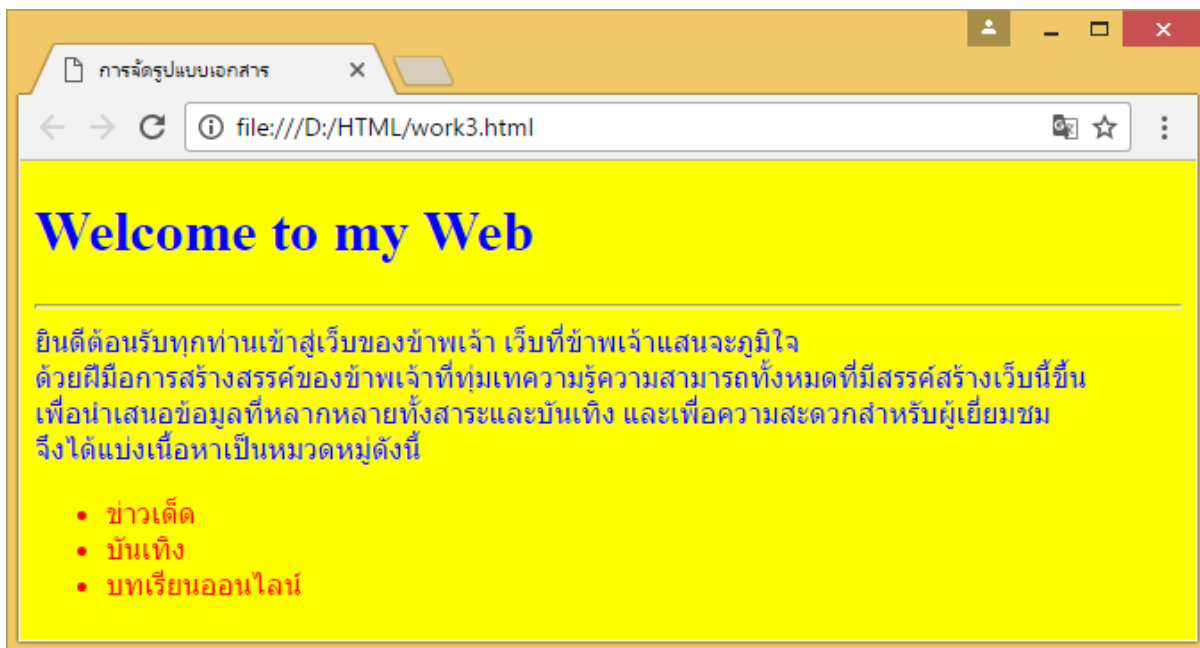 การจัดรูปแบบเอกสาร
file:///D:/HTML/work3.html
Welcome to my Web
ยินดีต้อนรับทุกท่านเข้าสู่เว็บของข้าพเจ้า เว็บที่ข้าพเจ้าแสนจะภูมิใจ
ด้วยฝีมือการสร้างสรรค์ของข้าพเจ้าที่ทุ่มเทความรู้ความสามารถทั้งหมดที่มีสรรค์สร้างเว็บนี้ขึ้น
เพื่อนำเสนอข้อมูลที่หลากหลายทั้งสาระและบันเทิง และเพื่อความสะดวกสำหรับผู้เยี่ยมชม
จึงได้แบ่งเนื้อหาเป็นหมวดหมู่ดังนี้
• ข่าวเด็ด
• บันเทิง
• บทเรียนออนไลน์